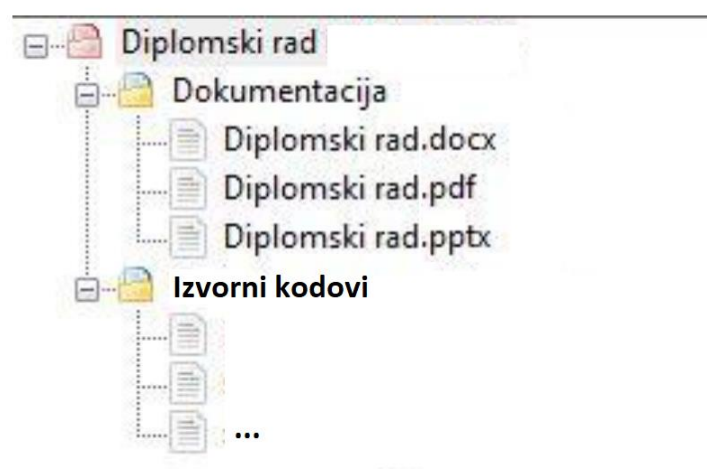 Diplomski rad
Dokumentacija
Diplomski rad.docx
Diplomski rad.pdf
Diplomski rad.pptx
Izvorni kodovi
...